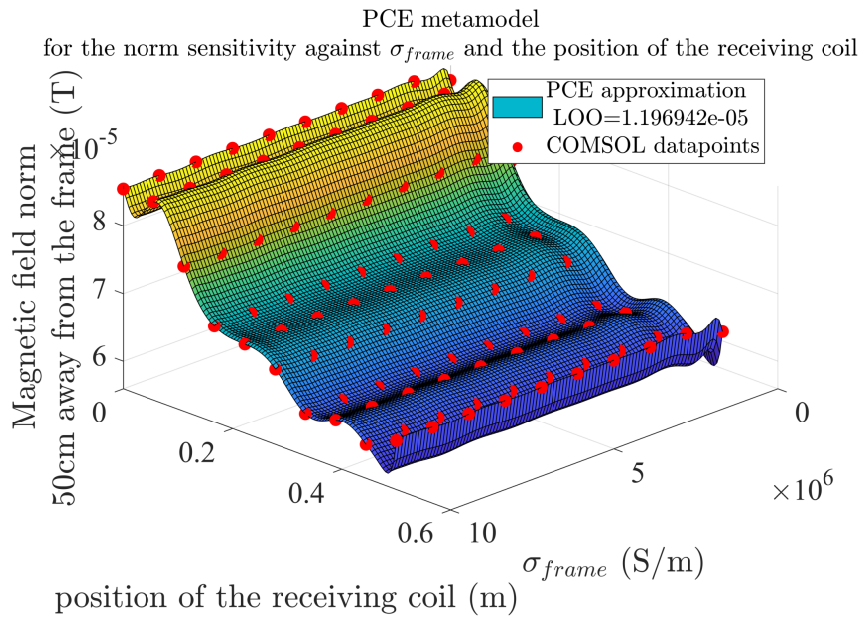 PCE metamodel
for the norm sensitivity against σ_frame and the position of the receiving coil
PCE approximation
LOO=1.196942e-05
COMSOL datapoints
Magnetic field norm
50cm away from the frame (T)
×10^-5
8
7
6
0
0.2
0.4
0.6
10
5
0
×10^6
σ_frame (S/m)
position of the receiving coil (m)